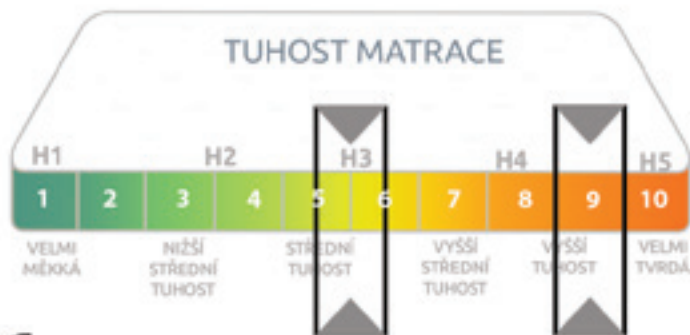 TUHOST MATRACE
H1 H2 H3 H4 H5
1 2 3 4 5 6 7 8 9 10
VELMI MĚKKÁ
NIŽŠÍ STŘEDNÍ TUHOST
STŘEDNÍ TUHOST
VYŠŠÍ STŘEDNÍ TUHOST
VYŠŠÍ TUHOST
VELMI TVRDÁ